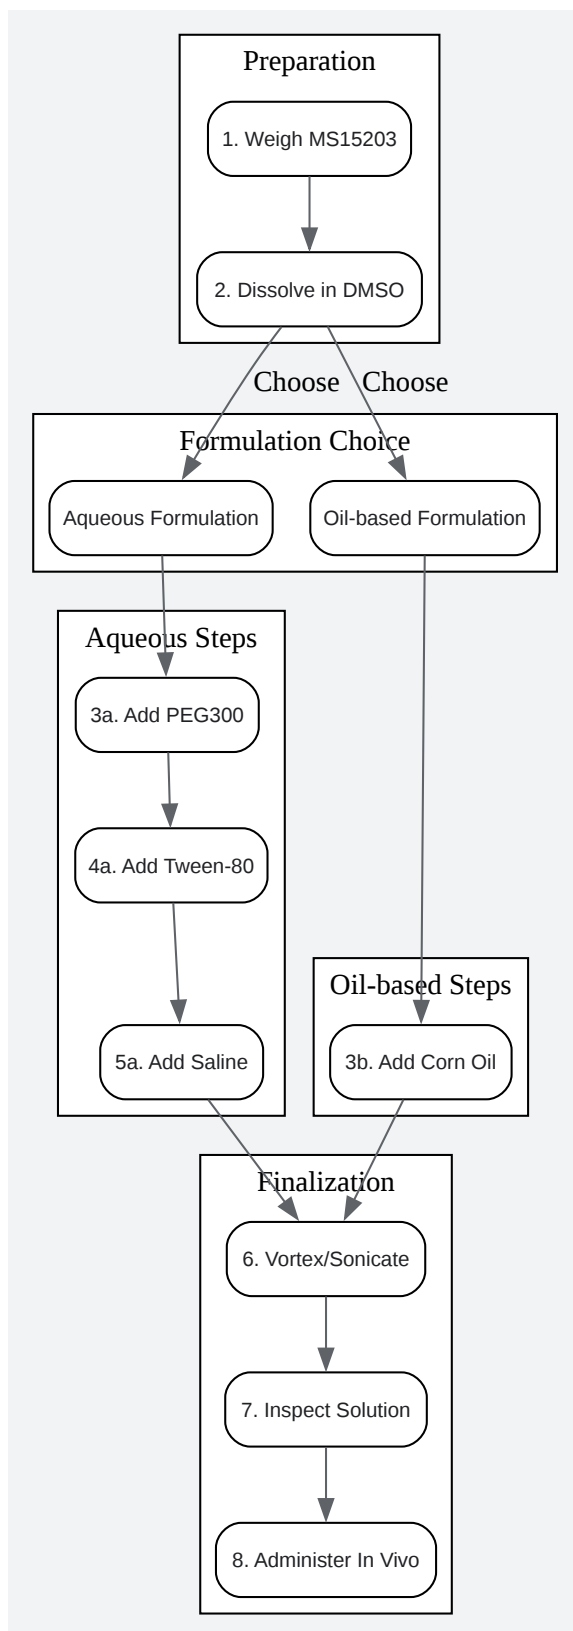 Preparation
1. Weigh MS15203
2. Dissolve in DMSO
Choose
Choose
Formulation Choice
Aqueous Formulation
Oil-based Formulation
Aqueous Steps
3a. Add PEG300
4a. Add Tween-80
5a. Add Saline
Oil-based Steps
3b. Add Corn Oil
Finalization
6. Vortex/Sonicate
7. Inspect Solution
8. Administer In Vivo